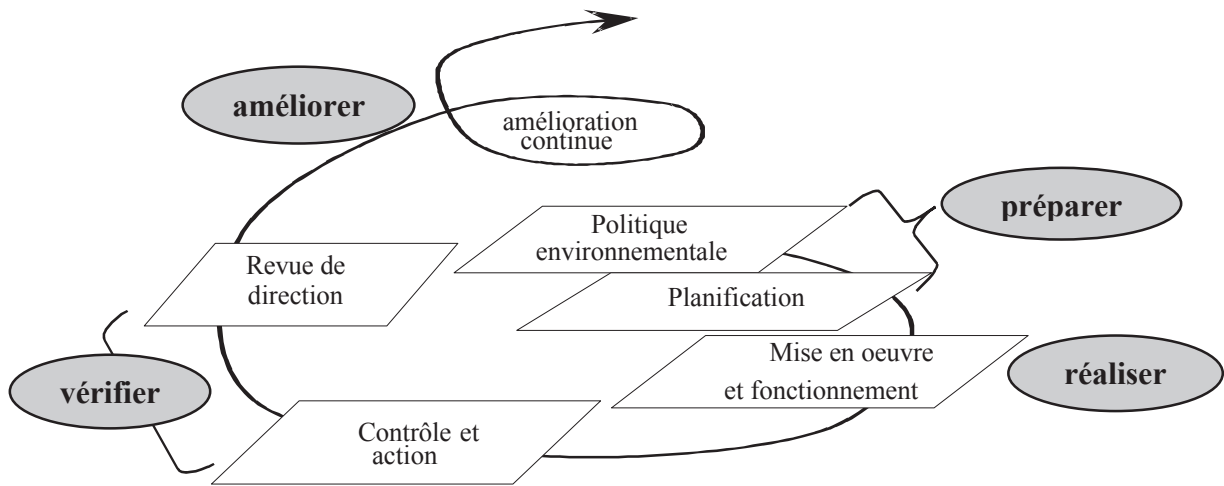 améliorer
amélioration
continue
préparer
Politique
environnementale
Revue de
direction
Planification
Mise en oeuvre
et fonctionnement
réaliser
vérifier
Contrôle et
action